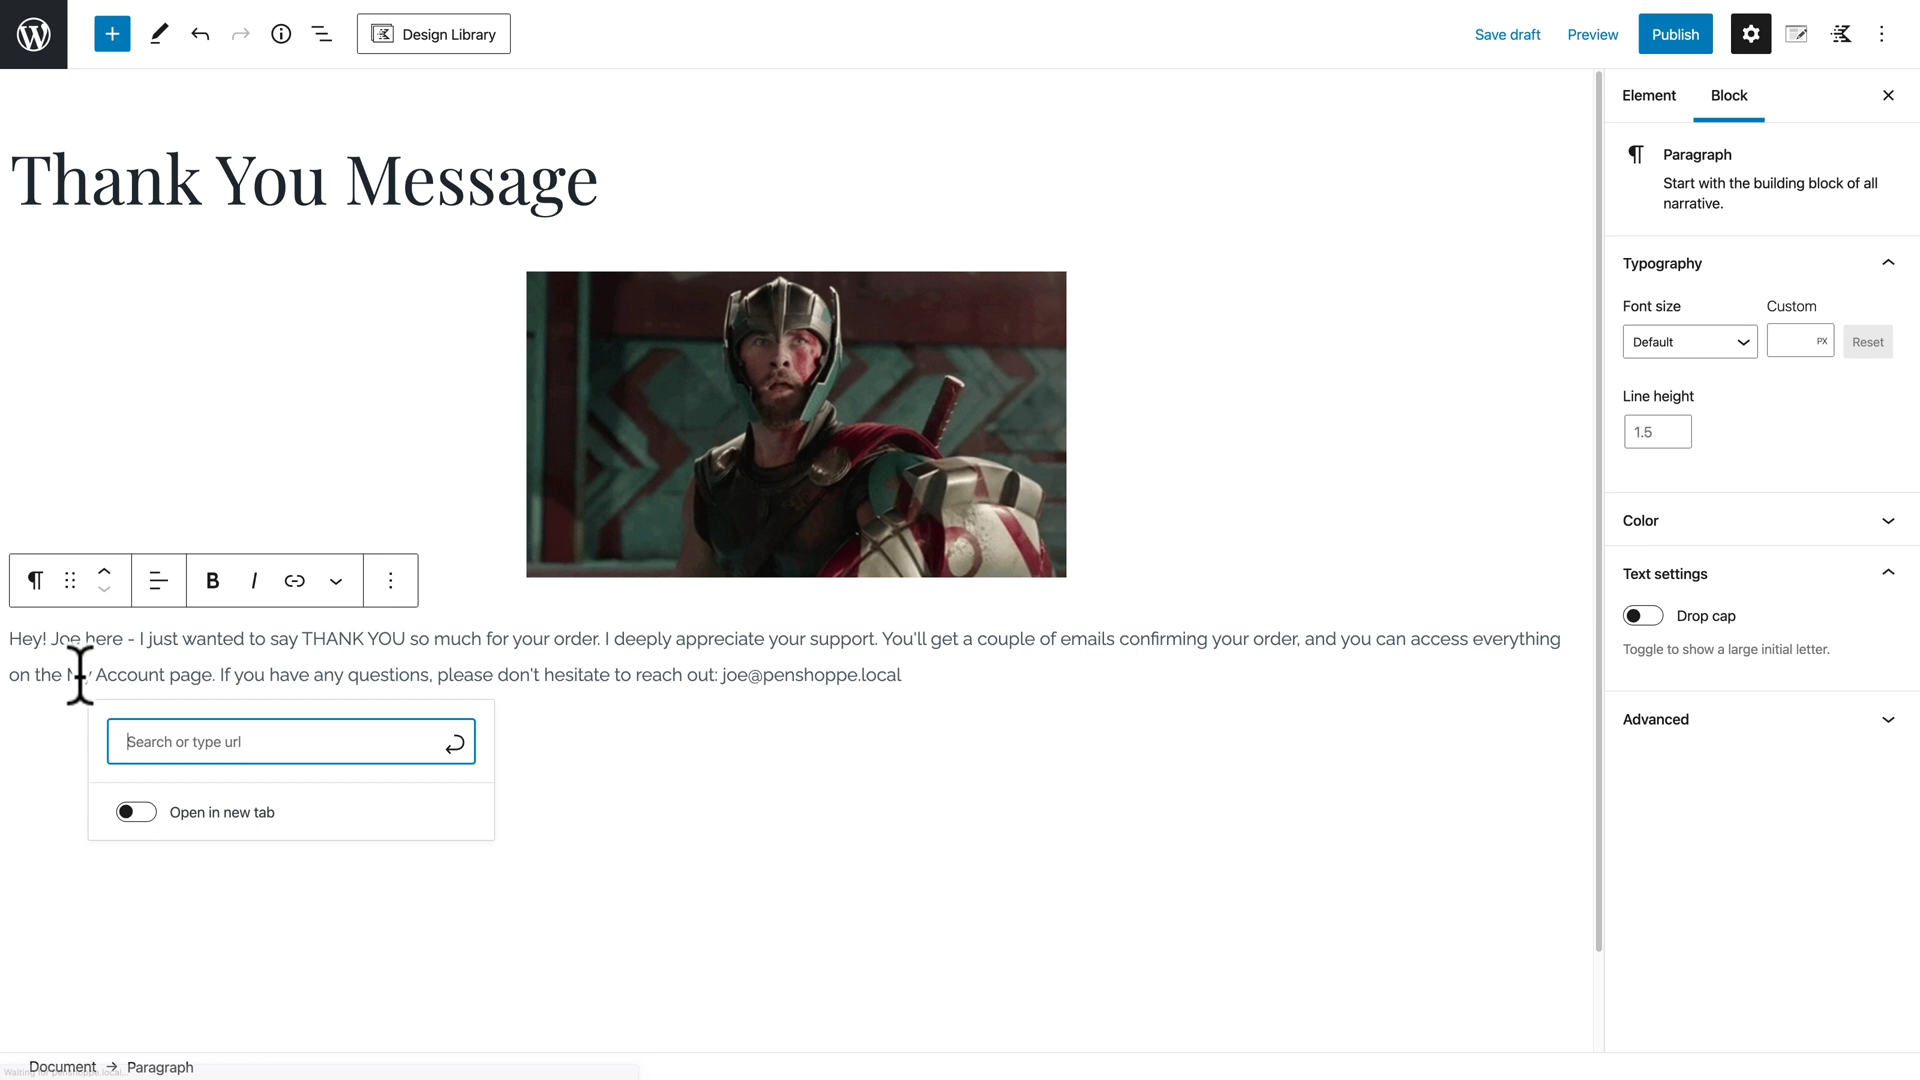 Design Library
Save draft
Preview
Publish
Thank You Message
Hey! Joe here - I just wanted to say THANK YOU so much for your order. I deeply appreciate your support. You'll get a couple of emails confirming your order, and you can access everything
on the My Account page. If you have any questions, please don't hesitate to reach out: joe@penshoppe.local
Search or type url
Open in new tab
Element
Block
Paragraph
Start with the building block of all
narrative.
Typography
Font size
Custom
Default
PX
Reset
Line height
1.5
Color
Text settings
Drop cap
Toggle to show a large initial letter.
Advanced
Document → Paragraph
Waiting for penshoppe.local...